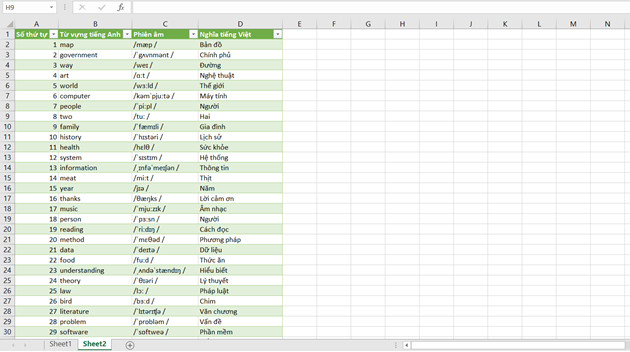 H9 fx
A B C D E F G H I J K L M N
1 Số thứ tự Từ vựng tiếng Anh Phiên âm Nghĩa tiếng Việt
2 1 map /mæp / Bản đồ
3 2 government /ˈgʌvnmənt / Chính phủ
4 3 way /weɪ / Đường
5 4 art /ɑːt / Nghệ thuật
6 5 world /wɜːld / Thế giới
7 6 computer /kəmˈpjuːtə / Máy tính
8 7 people /ˈpiːpl / Người
9 8 two /tuː / Hai
10 9 family /ˈfæmɪli / Gia đình
11 10 history /ˈhɪstəri / Lịch sử
12 11 health /hɛlθ / Sức khỏe
13 12 system /ˈsɪstɪm / Hệ thống
14 13 information /ˌɪnfəˈmeɪʃən / Thông tin
15 14 meat /miːt / Thịt
16 15 year /jɪə / Năm
17 16 thanks /θæŋks / Lời cảm ơn
18 17 music /ˈmjuːzɪk / Âm nhạc
19 18 person /ˈpɜːsn / Người
20 19 reading /ˈriːdɪŋ / Cách đọc
21 20 method /ˈmɛθəd / Phương pháp
22 21 data /ˈdeɪtə / Dữ liệu
23 22 food /fuːd / Thức ăn
24 23 understanding /ˌʌndəˈstændɪŋ / Hiểu biết
25 24 theory /ˈθɪəri / Lý thuyết
26 25 law /lɔː / Pháp luật
27 26 bird /bɜːd / Chim
28 27 literature /ˈlɪtərɪʧə / Văn chương
29 28 problem /ˈprɒbləm / Vấn đề
30 29 software /ˈsɒftweə / Phần mềm
Sheet1 Sheet2